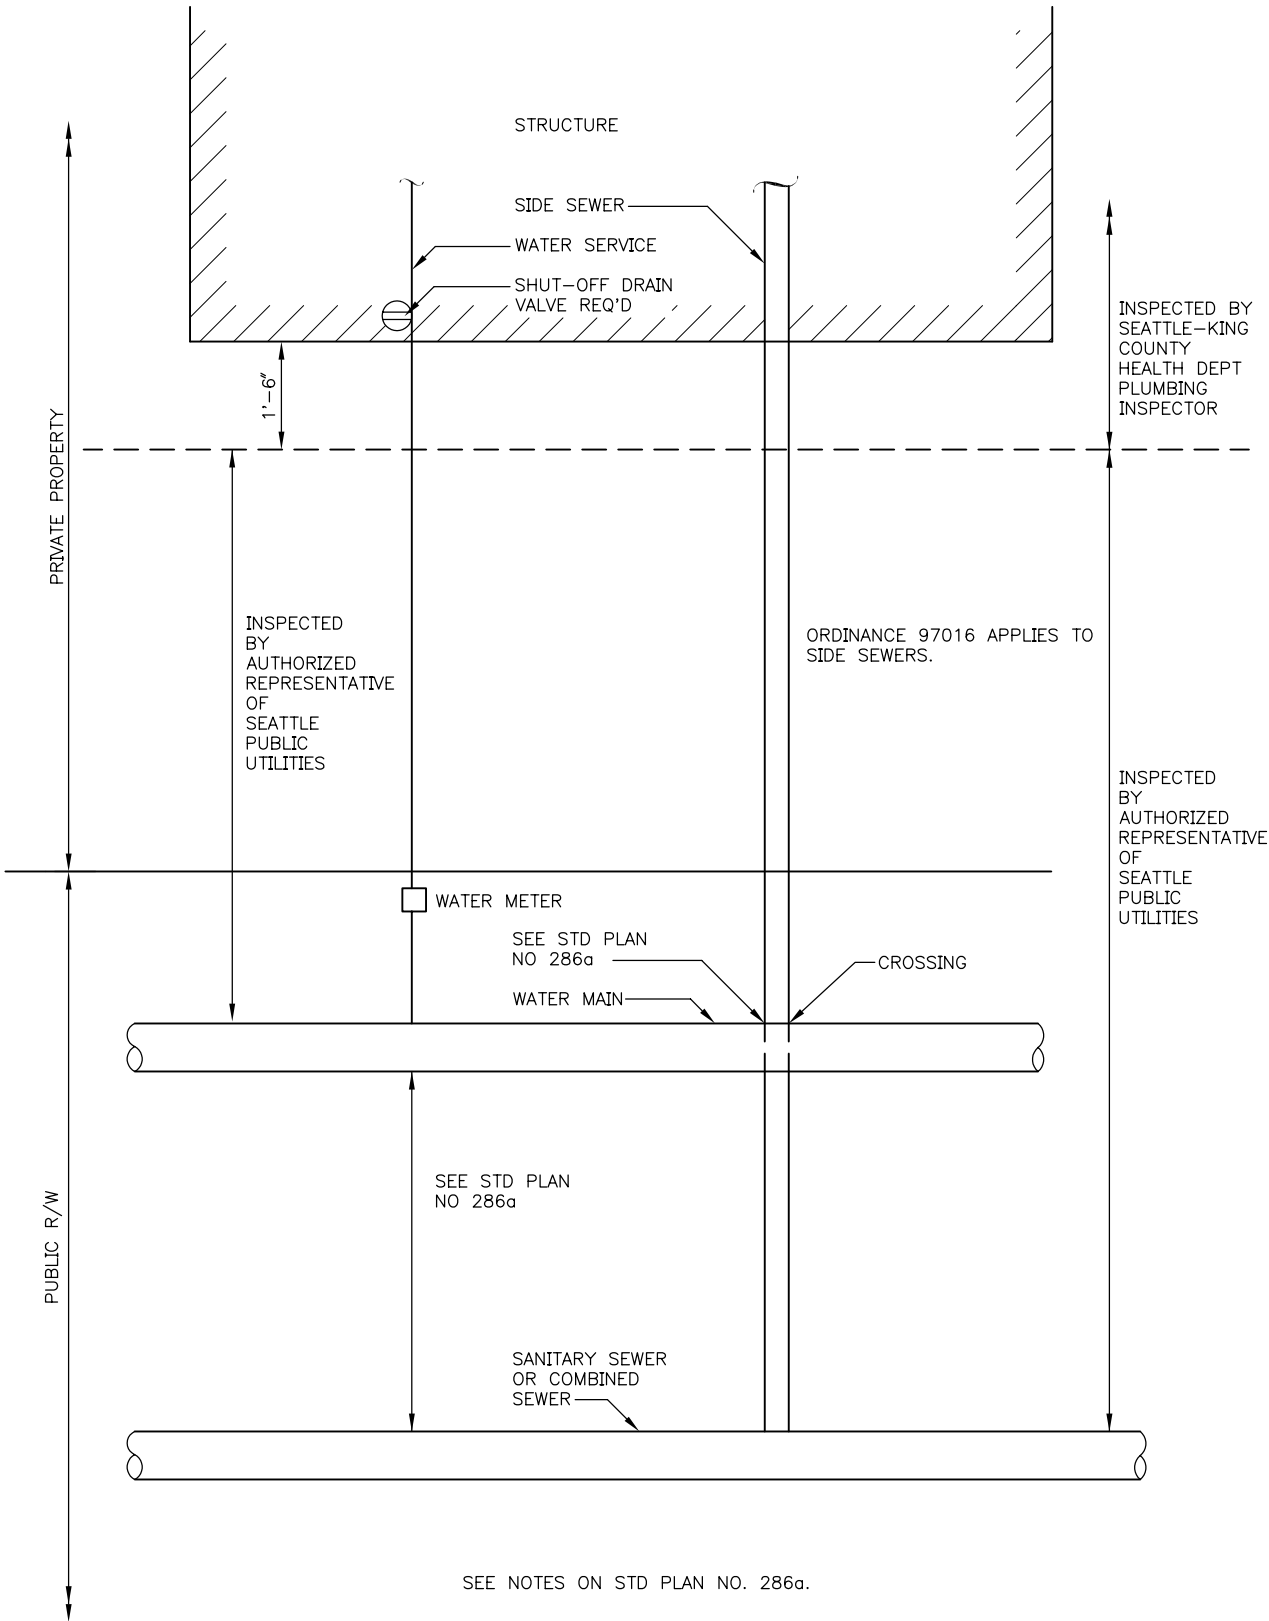 STRUCTURE
SIDE SEWER
WATER SERVICE
SHUT-OFF DRAIN
VALVE REQ'D
1'-6"
INSPECTED BY
SEATTLE-KING
COUNTY
HEALTH DEPT
PLUMBING
INSPECTOR
PRIVATE PROPERTY
INSPECTED
BY
AUTHORIZED
REPRESENTATIVE
OF
SEATTLE
PUBLIC
UTILITIES
ORDINANCE 97016 APPLIES TO
SIDE SEWERS.
INSPECTED
BY
AUTHORIZED
REPRESENTATIVE
OF
SEATTLE
PUBLIC
UTILITIES
WATER METER
SEE STD PLAN
NO 286a
CROSSING
WATER MAIN
SEE STD PLAN
NO 286a
PUBLIC R/W
SANITARY SEWER
OR COMBINED
SEWER
SEE NOTES ON STD PLAN NO. 286a.